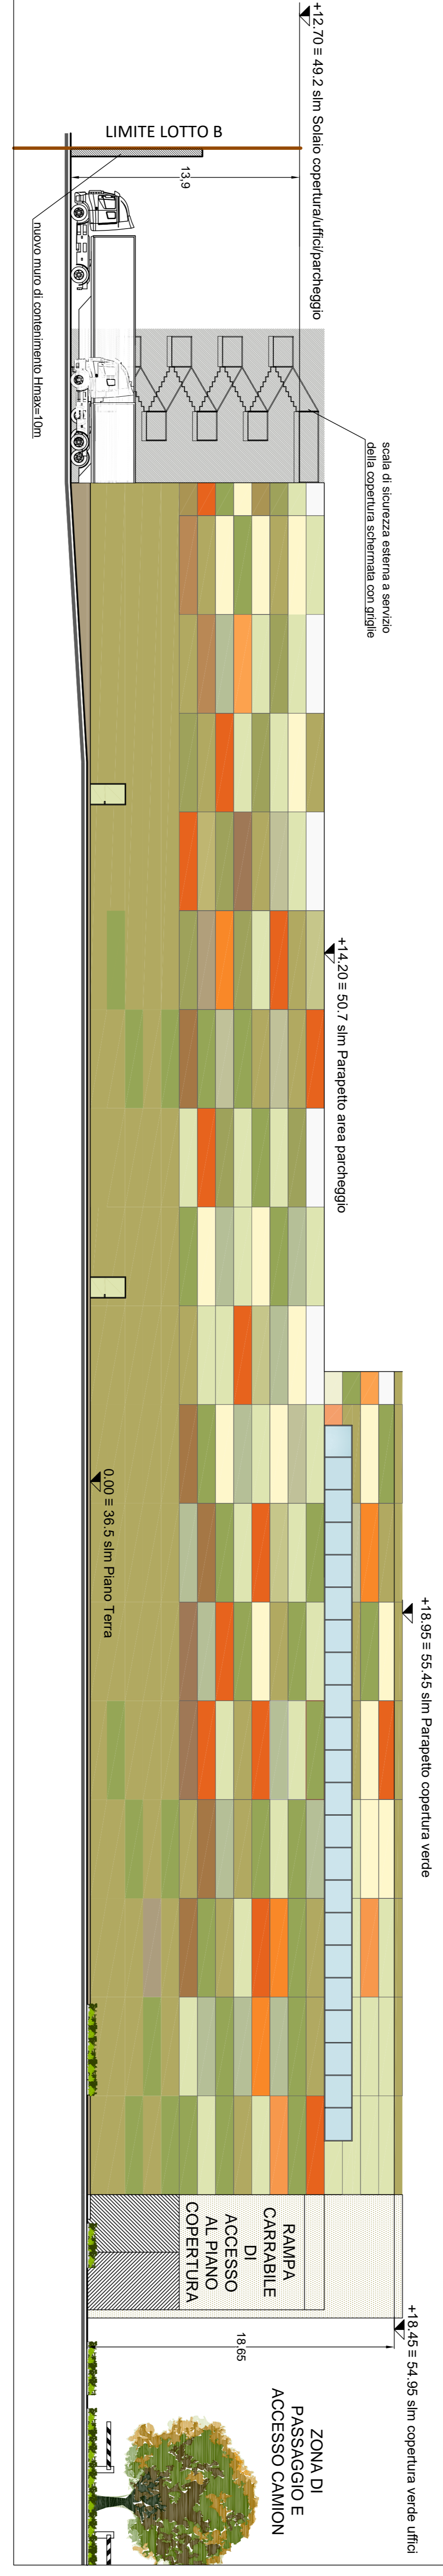 +12.70 = 49.2 slm Solaio copertura/uffici/parcheggio
LIMITE LOTTO B
13,9
nuovo muro di contenimento Hmax=10m
scala di sicurezza esterna a servizio
della copertura schermata con griglie
+14.20 = 50.7 slm Parapetto area parcheggio
0.00 = 36.5 slm Piano Terra
+18.95 = 55.45 slm Parapetto copertura verde
RAMPA
CARRABILE
DI
ACCESSO
AL PIANO
COPERTURA
+18.45 = 54.95 slm copertura verde uffici
18.65
ZONA DI
PASSAGGIO E
ACCESSO CAMION